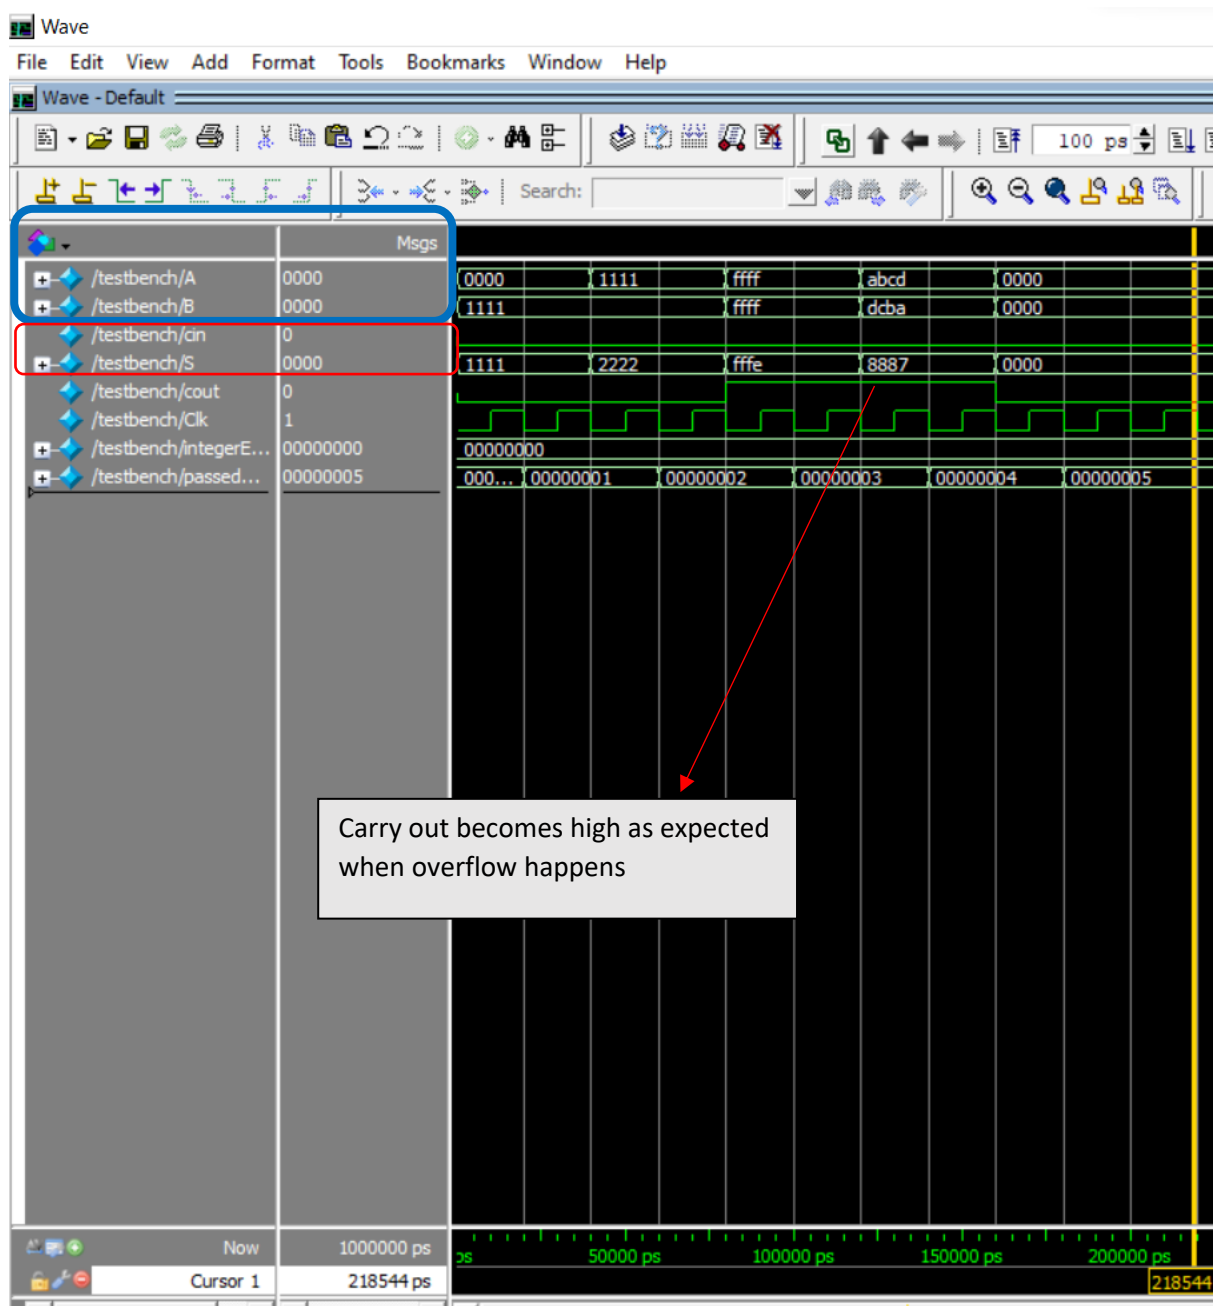 Wave
File Edit View Add Format Tools Bookmarks Window Help
Wave - Default
100 ps
Search:
Msgs
/testbench/A 0000 0000 1111 ffff abcd 0000
/testbench/B 0000 1111 ffff dcba 0000
/testbench/cin 0
/testbench/S 0000 1111 2222 fffe 8887 0000
/testbench/cout 0
/testbench/Clk 1
/testbench/integerE... 00000000 00000000
/testbench/passed... 00000005 000... 00000001 00000002 00000003 00000004 00000005
Carry out becomes high as expected
when overflow happens
Now 1000000 ps ps 50000 ps 100000 ps 150000 ps 200000 ps
Cursor 1 218544 ps 218544